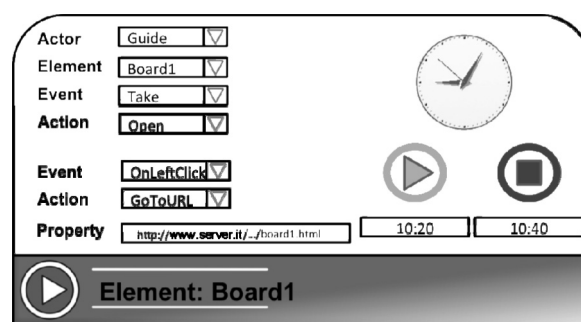 Actor Guide
Element Board1
Event Take
Action Open
Event OnLeftClick
Action GoToURL
Property http://www.server.it/.../board1.html
10:20 10:40
Element: Board1